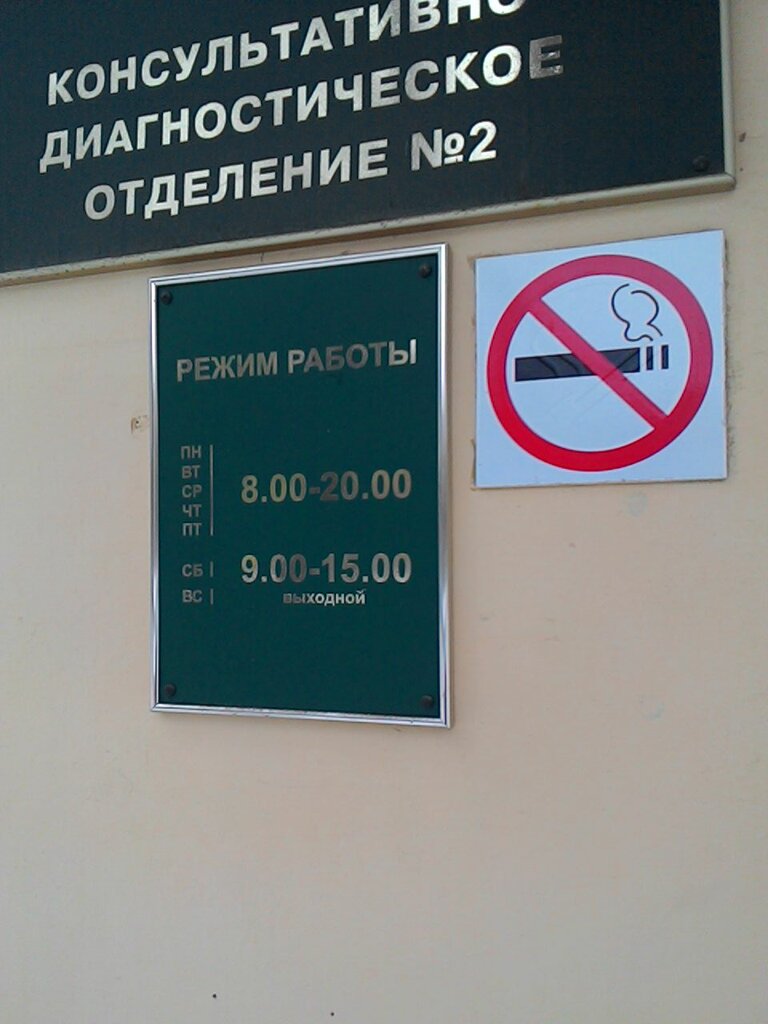 КОНСУЛЬТАТИВНО
ДИАГНОСТИЧЕСКОЕ
ОТДЕЛЕНИЕ №2
РЕЖИМ РАБОТЫ
ПН
ВТ
СР 8.00-20.00
ЧТ
ПТ
СБ 9.00-15.00
ВС выходной